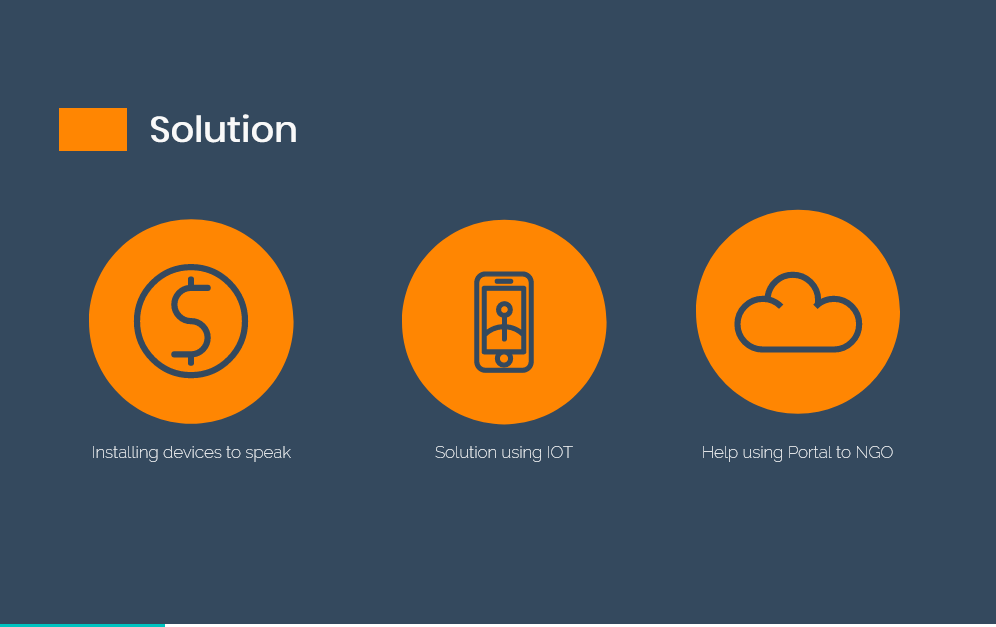 Solution
Installing devices to speak
Solution using IOT
Help using Portal to NGO